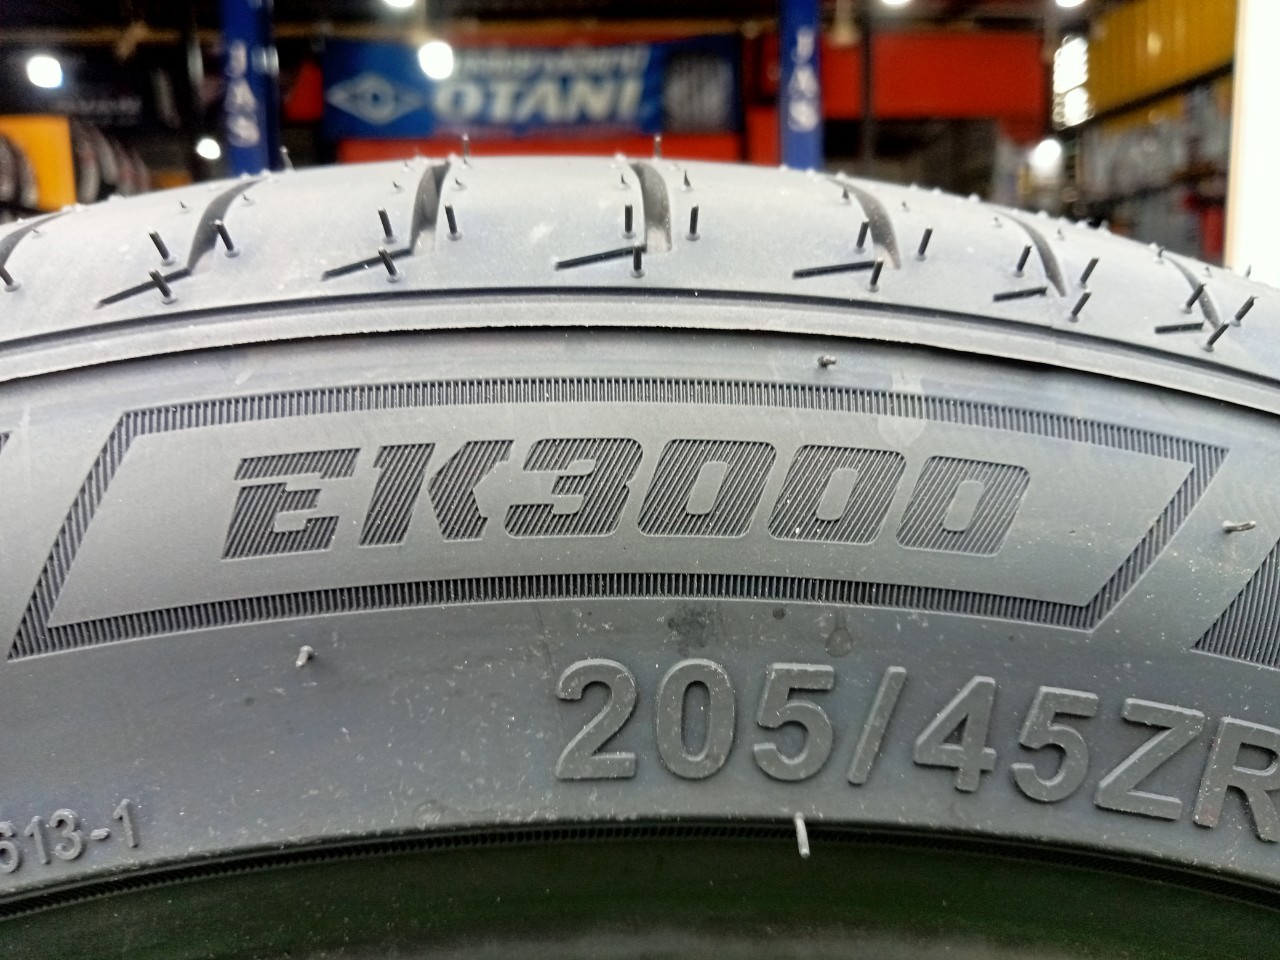 JAS
OTANI
JAS
EK3000
205/45ZR
613-1